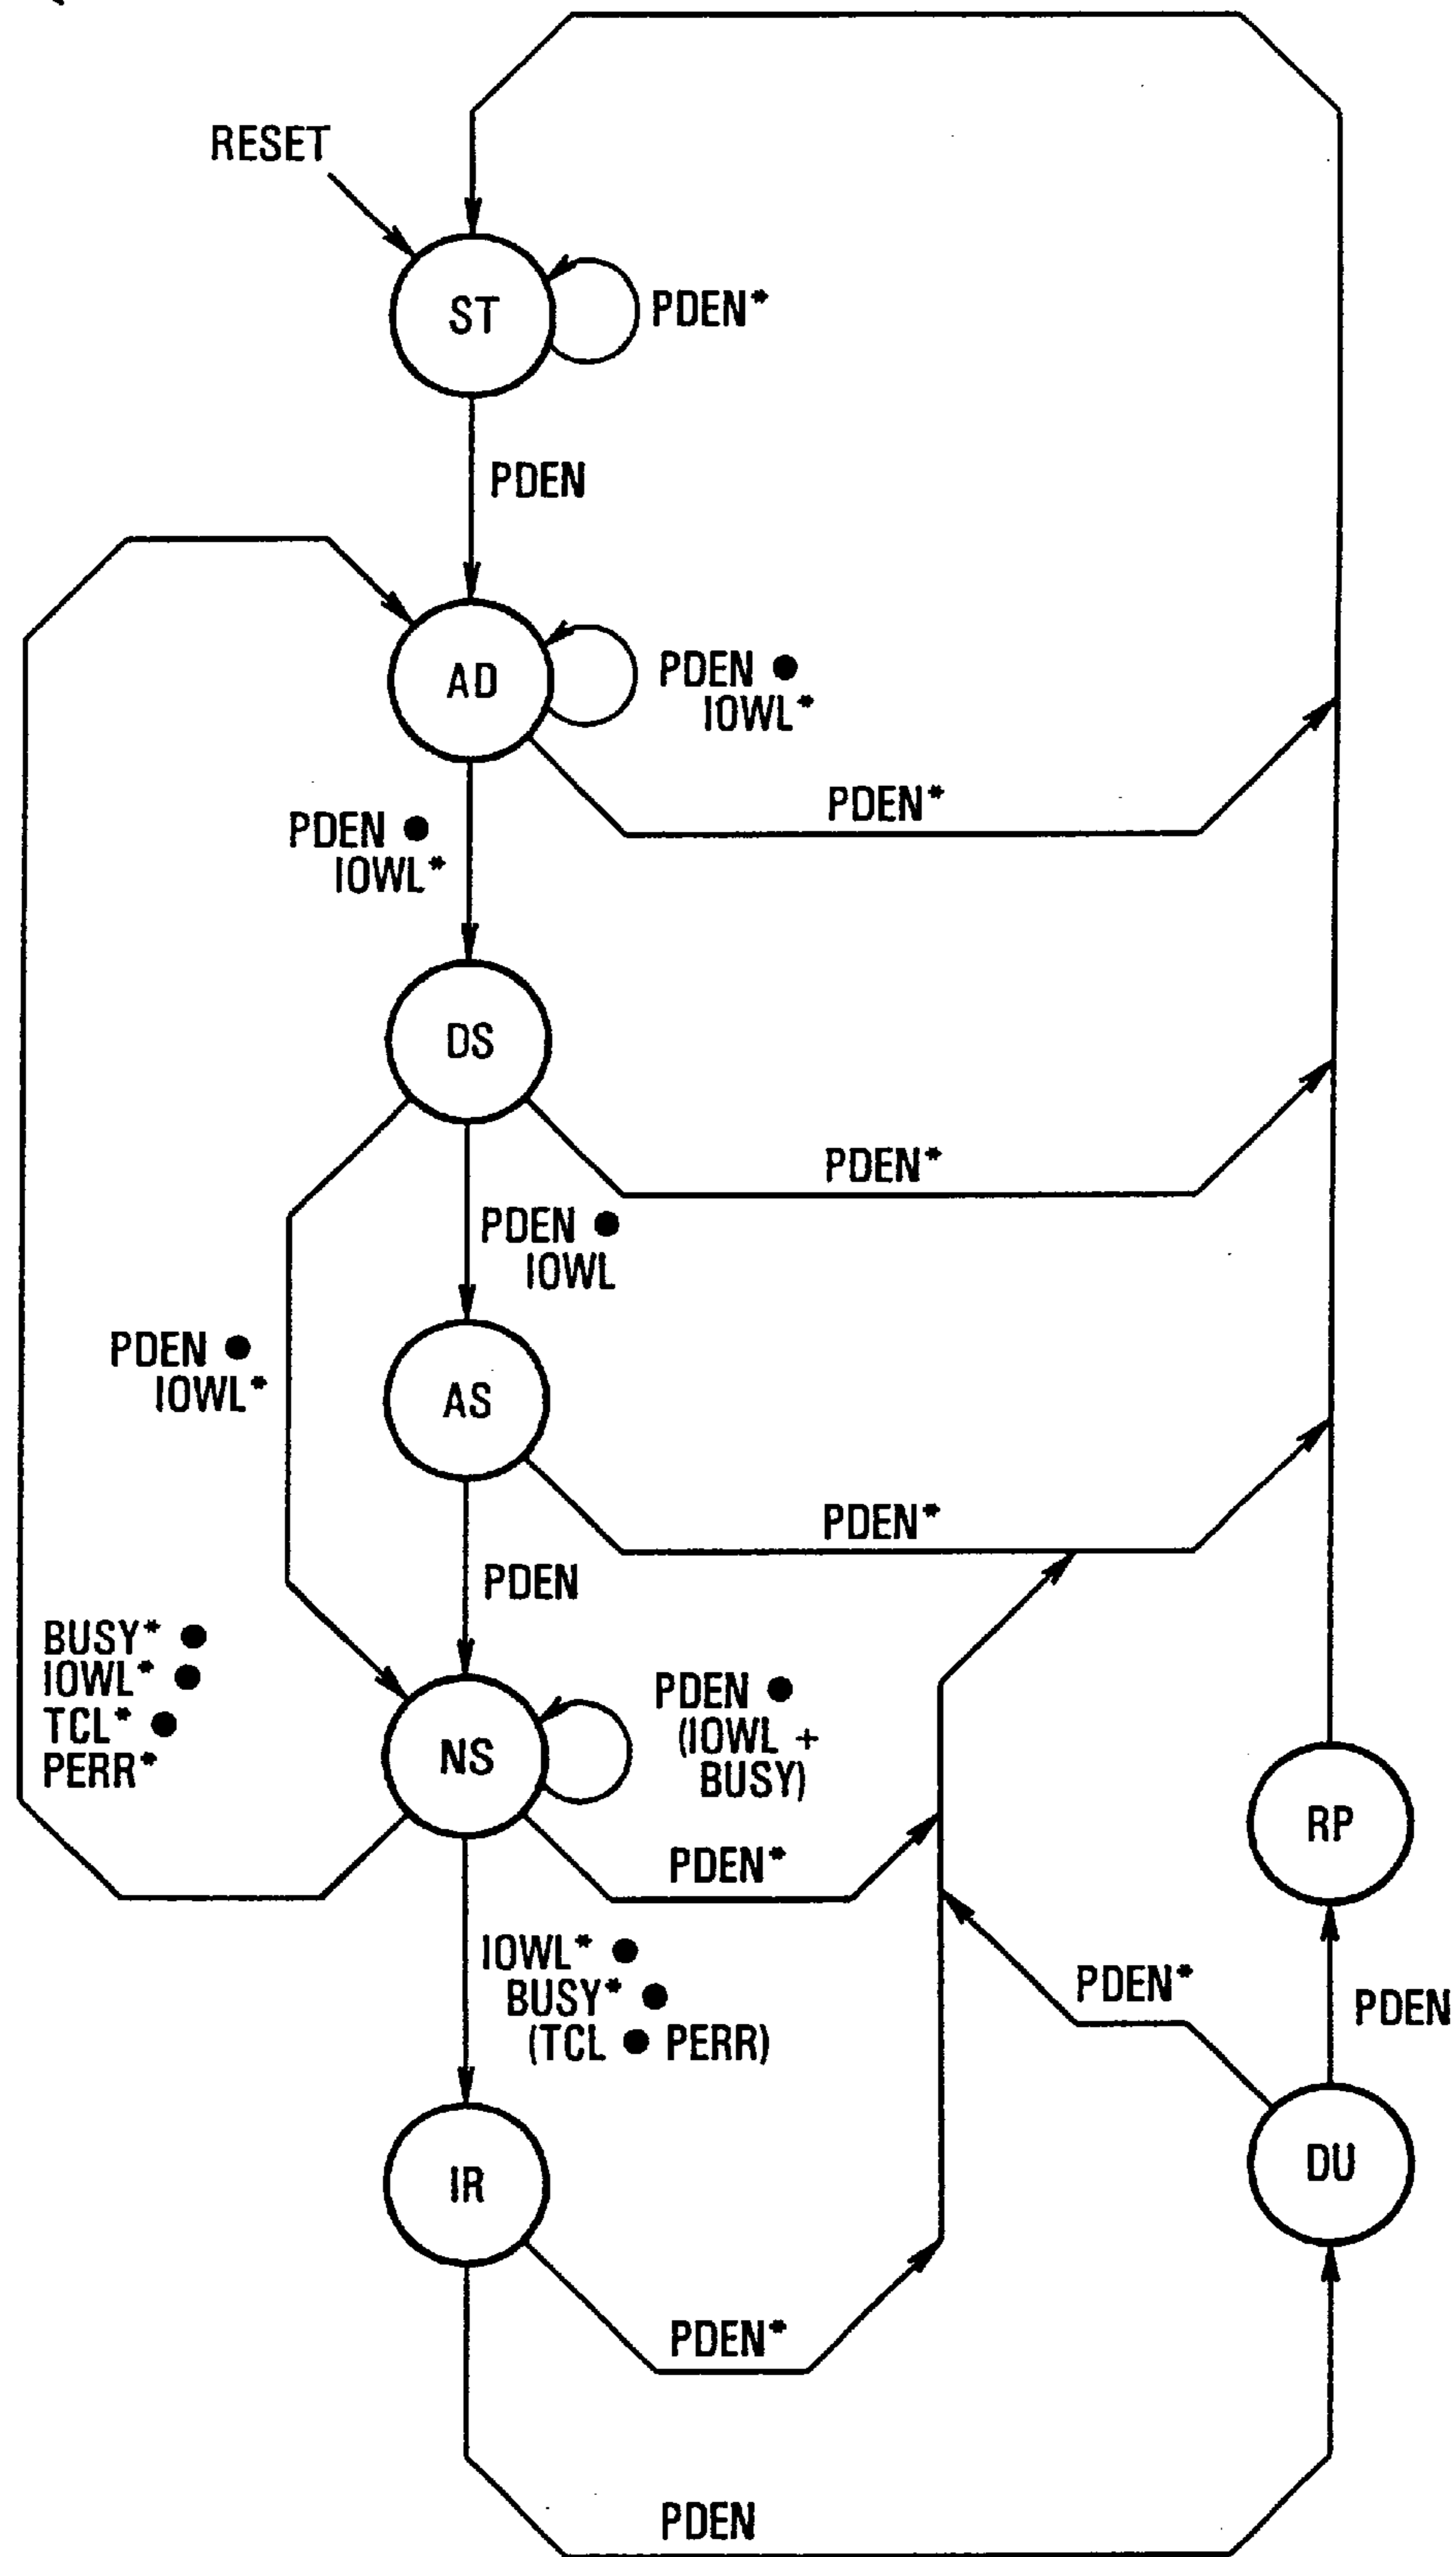 RESET
ST
PDEN*
PDEN
AD
PDEN ●
IOWL*
PDEN*
PDEN ●
IOWL*
DS
PDEN*
PDEN ●
IOWL
PDEN ●
IOWL*
AS
PDEN*
PDEN
BUSY* ●
IOWL* ●
TCL* ●
PERR*
NS
PDEN ●
(IOWL +
BUSY)
RP
PDEN*
IOWL* ●
BUSY* ●
(TCL ● PERR)
PDEN*
PDEN
DU
IR
PDEN*
PDEN